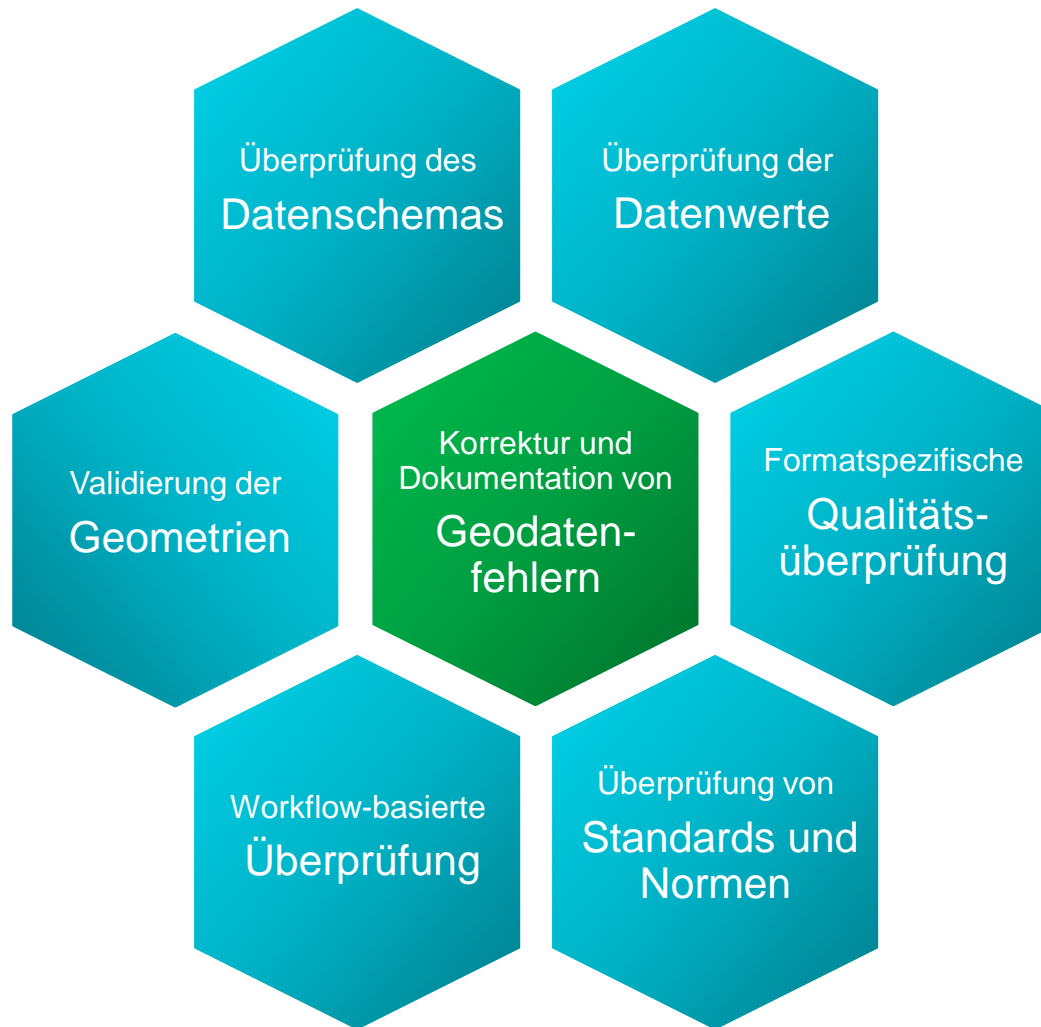 Überprüfung des
Datenschemas
Überprüfung der
Datenwerte
Validierung der
Geometrien
Korrektur und
Dokumentation von
Geodaten-
fehlern
Formatspezifische
Qualitäts-
überprüfung
Workflow-basierte
Überprüfung
Überprüfung von
Standards und
Normen